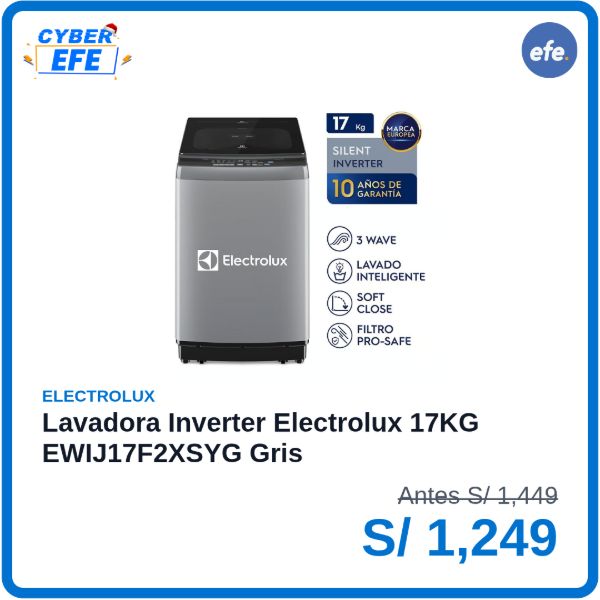 CYBER
EFE
efe.
17 Kg
MARCA
EUROPEA
SILENT
INVERTER
10 AÑOS DE
GARANTÍA
3 WAVE
LAVADO
INTELIGENTE
SOFT
CLOSE
FILTRO
PRO-SAFE
Electrolux
ELECTROLUX
Lavadora Inverter Electrolux 17KG
EWIJ17F2XSYG Gris
Antes S/ 1,449
S/ 1,249